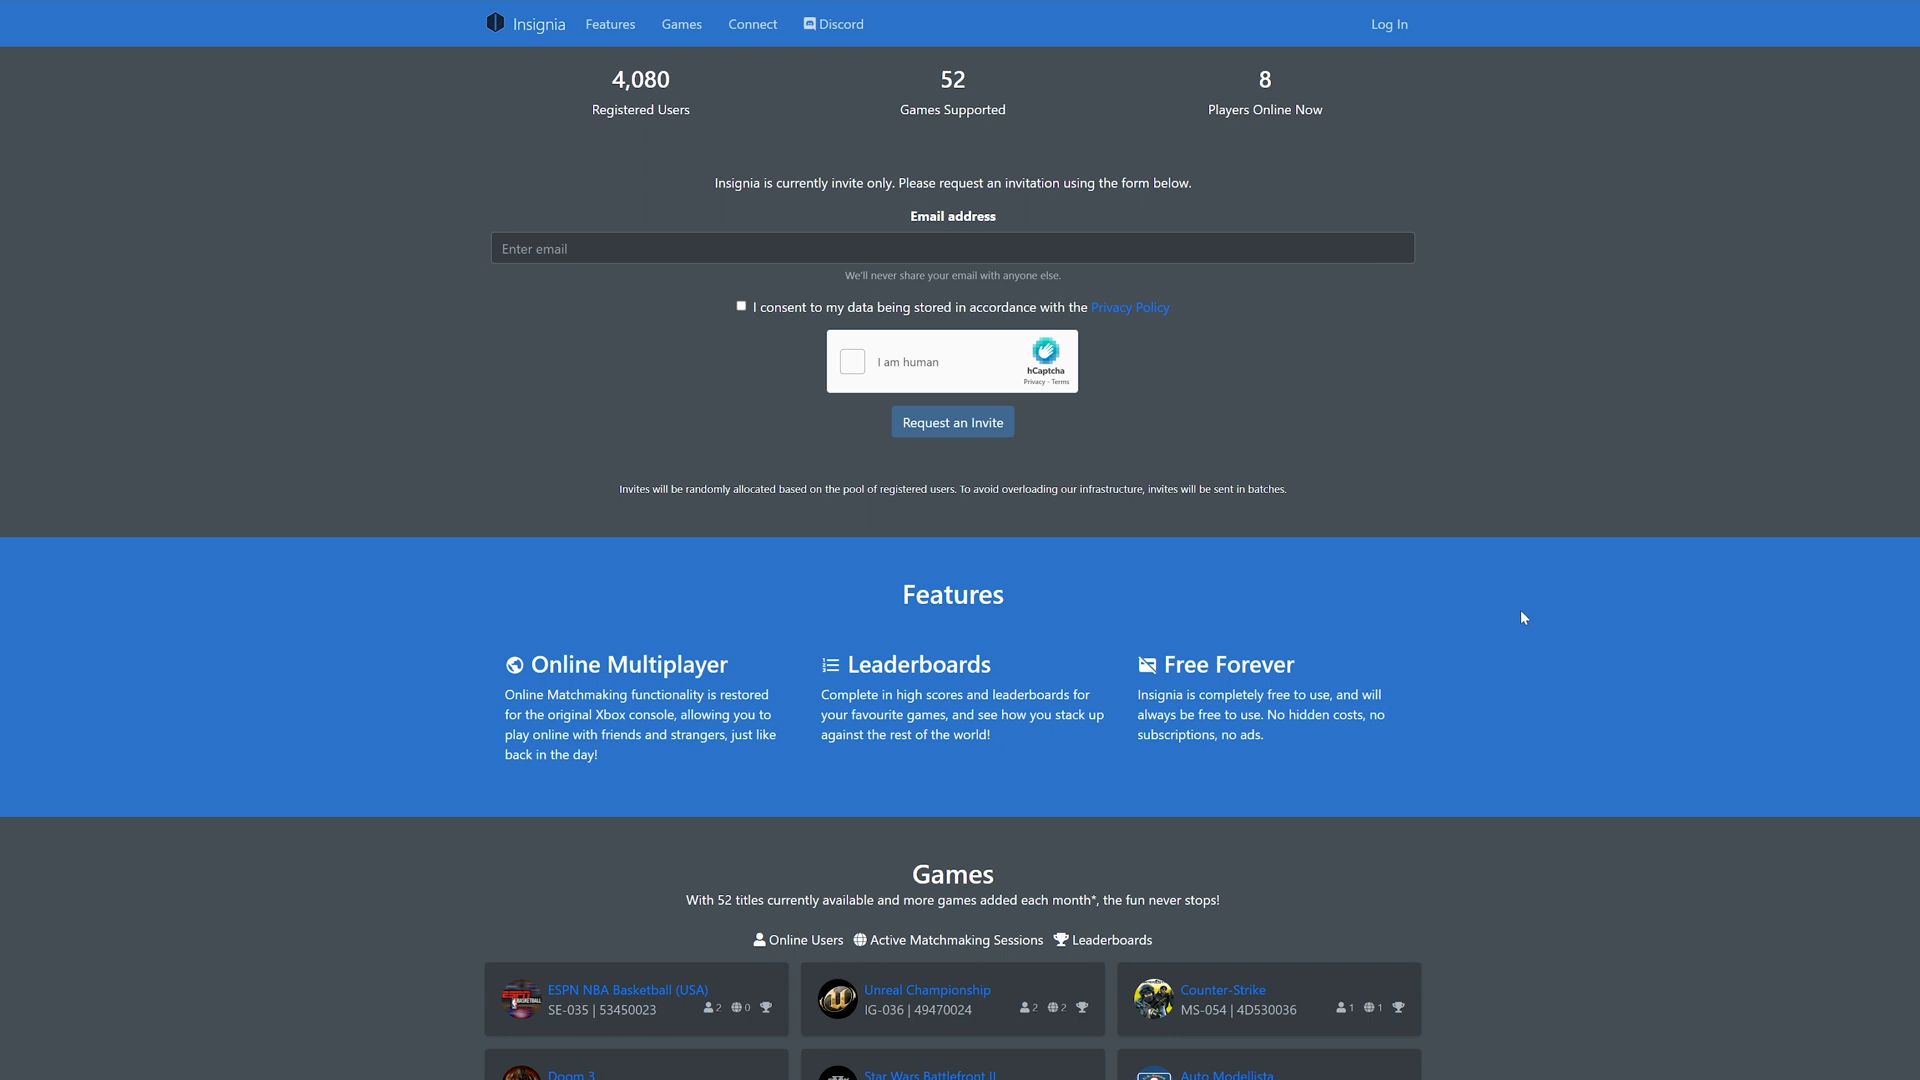 Insignia Features Games Connect Discord Log In
4,080 52 8
Registered Users Games Supported Players Online Now
Insignia is currently invite only. Please request an invitation using the form below.
Email address
Enter email
We'll never share your email with anyone else.
I consent to my data being stored in accordance with the Privacy Policy
I am human
hCaptcha
Privacy - Terms
Request an Invite
Invites will be randomly allocated based on the pool of registered users. To avoid overloading our infrastructure, invites will be sent in batches.
Features
Online Multiplayer
Online Matchmaking functionality is restored
for the original Xbox console, allowing you to
play online with friends and strangers, just like
back in the day!
Leaderboards
Complete in high scores and leaderboards for
your favourite games, and see how you stack up
against the rest of the world!
Free Forever
Insignia is completely free to use, and will
always be free to use. No hidden costs, no
subscriptions, no ads.
Games
With 52 titles currently available and more games added each month*, the fun never stops!
Online Users Active Matchmaking Sessions Leaderboards
ESPN NBA Basketball (USA)
SE-035 | 53450023 2 0
Unreal Championship
IG-036 | 49470024 2 2
Counter-Strike
MS-054 | 4D530036 1 1
Doom 3 Star Wars Battlefront II Auto Modellista